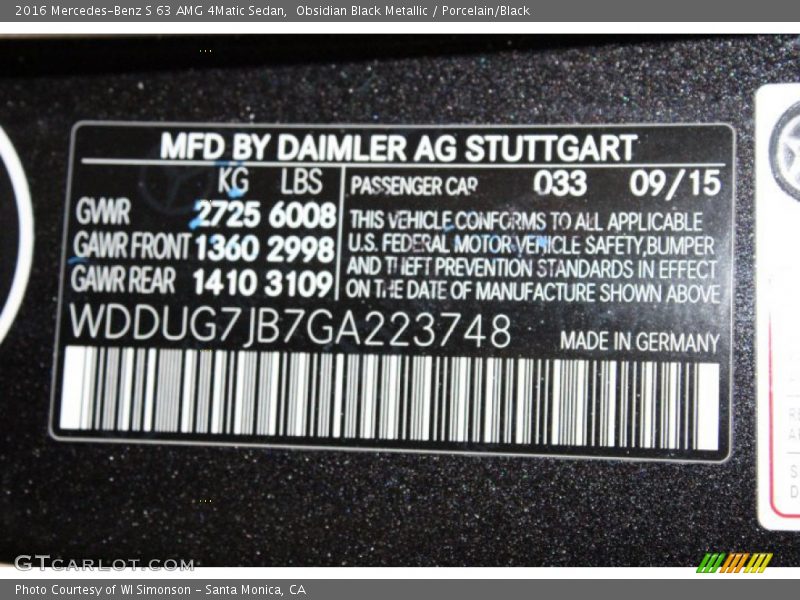 2016 Mercedes-Benz S 63 AMG 4Matic Sedan,  Obsidian Black Metallic / Porcelain/Black
MFD BY DAIMLER AG STUTTGART
KG LBS
GVWR 2725 6008
GAWR FRONT 1360 2998
GAWR REAR 1410 3109
PASSENGER CAR 033 09/15
THIS VEHICLE CONFORMS TO ALL APPLICABLE
U.S. FEDERAL MOTOR VEHICLE SAFETY, BUMPER
AND THEFT PREVENTION STANDARDS IN EFFECT
ON THE DATE OF MANUFACTURE SHOWN ABOVE
WDDUG7JB7GA223748
MADE IN GERMANY
GTCARLOT.COM
Photo Courtesy of WI Simonson - Santa Monica, CA